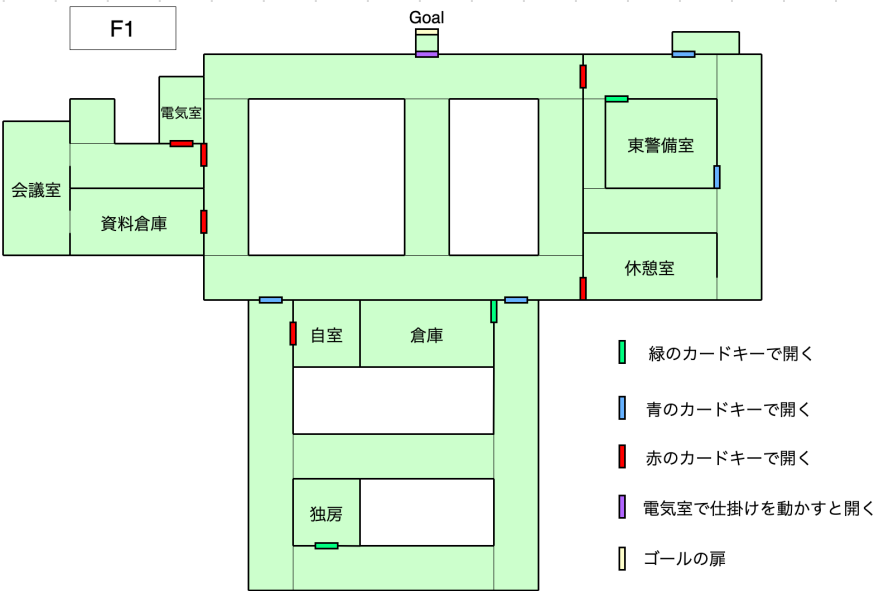 Goal
F1
電気室
東警備室
会議室
資料倉庫
休憩室
自室
倉庫
独房
緑のカードキーで開く
青のカードキーで開く
赤のカードキーで開く
電気室で仕掛けを動かすと開く
ゴールの扉